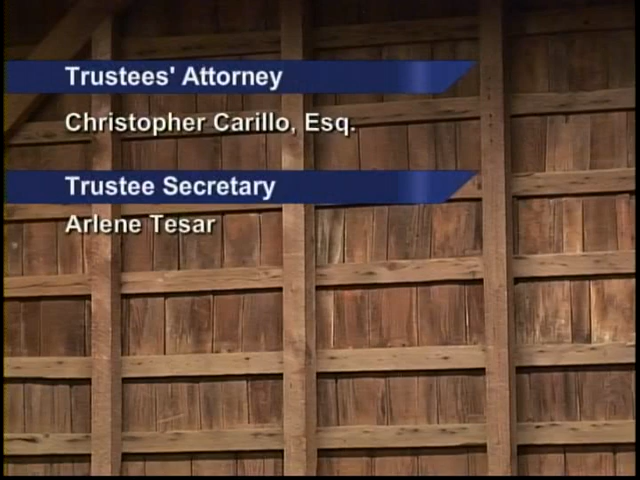 Trustees' Attorney
Christopher Carillo, Esq.
Trustee Secretary
Arlene Tesar